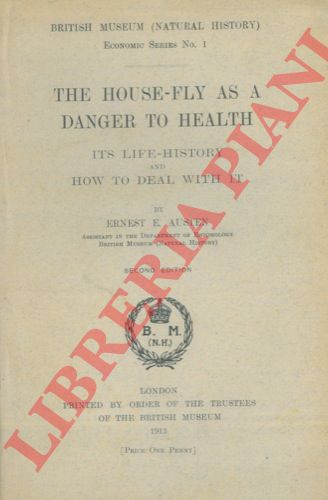 BRITISH MUSEUM (NATURAL HISTORY)
ECONOMIC SERIES No. 1
THE HOUSE-FLY AS A
DANGER TO HEALTH
ITS LIFE-HISTORY
AND
HOW TO DEAL WITH IT
BY
ERNEST E. AUSTEN
ASSISTANT IN THE DEPARTMENT OF ENTOMOLOGY
BRITISH MUSEUM (NATURAL HISTORY)
SECOND EDITION
B. M.
(N.H.)
LONDON
PRINTED BY ORDER OF THE TRUSTEES
OF THE BRITISH MUSEUM
1913
[PRICE ONE PENNY]
LIBRERIAPIANI